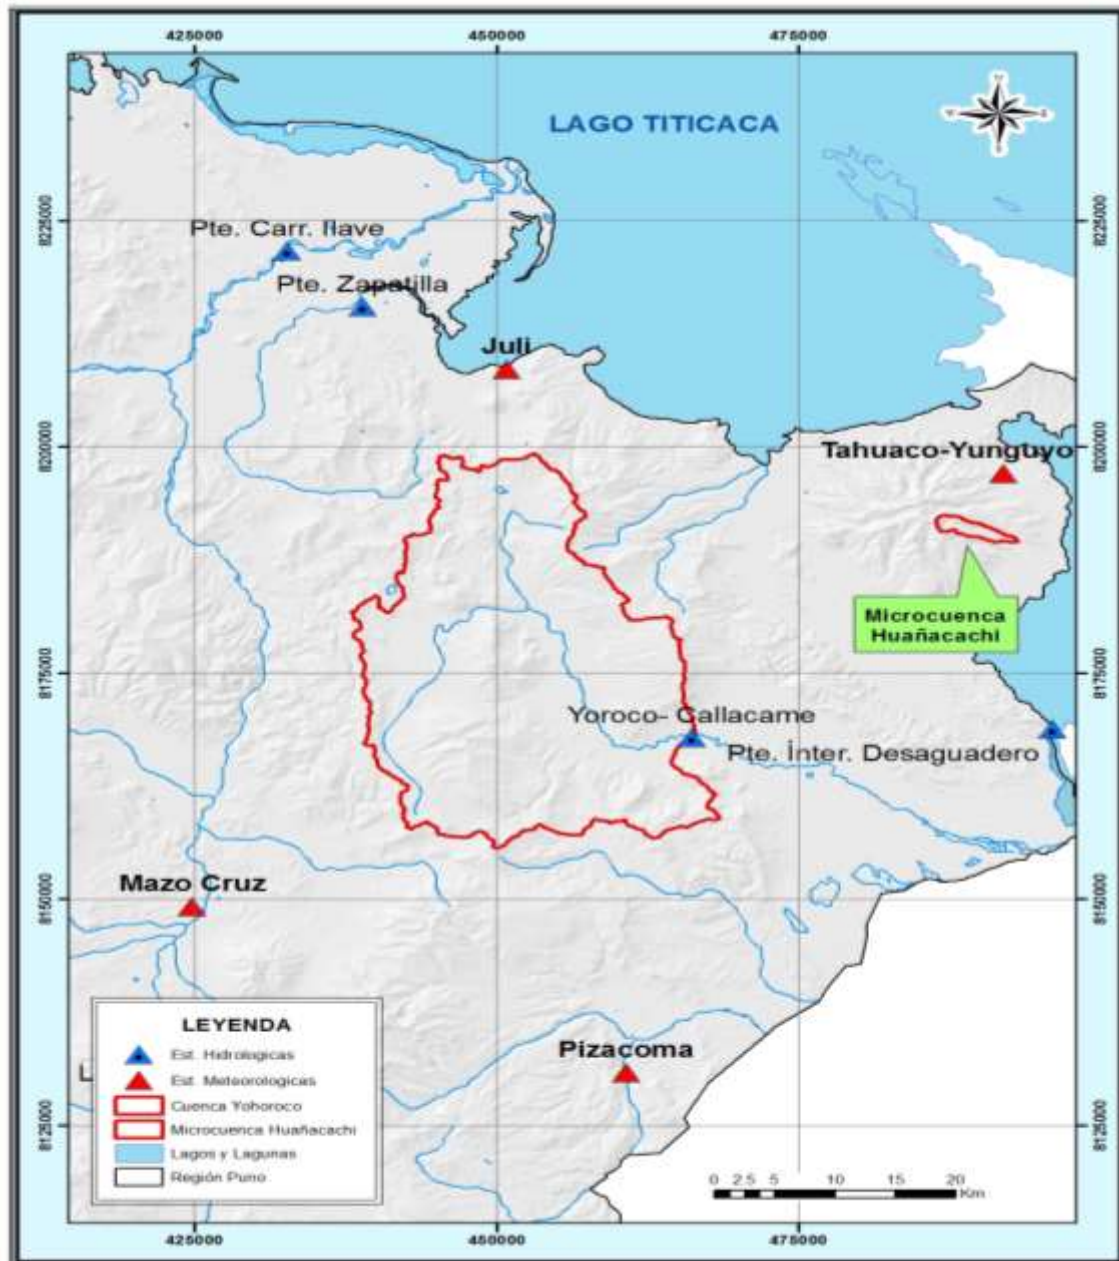 425000 450000 475000
LAGO TITICACA
8225000 8225000
Pte. Carr. Ilave
Pte. Zapatilla
Juli
8200000 8200000
Tahuaco-Yunguyo
Microcuenca
Huañacachi
8175000 8175000
Yoroco- Callacame
Pte. İnter. Desaguadero
Mazo Cruz
8150000 8150000
Pizacoma
8125000 8125000
LEYENDA
Est. Hidrologicas
Est. Meteorologicas
Cuenca Yohoroco
Microcuenca Huañacachi
Lagos y Lagunas
Región Puno
L
0 2.5 5 10 15 20
Km
425000 450000 475000